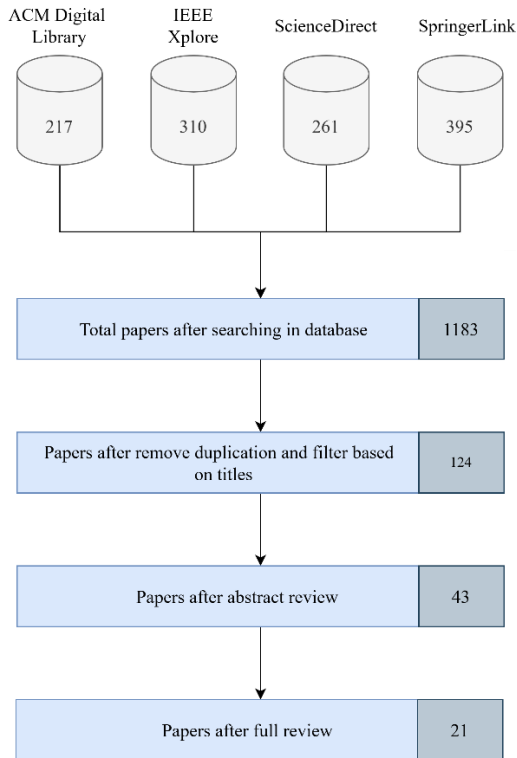 ACM Digital
Library
IEEE
Xplore
ScienceDirect
SpringerLink
217
310
261
395
Total papers after searching in database
1183
Papers after remove duplication and filter based
on titles
124
Papers after abstract review
43
Papers after full review
21